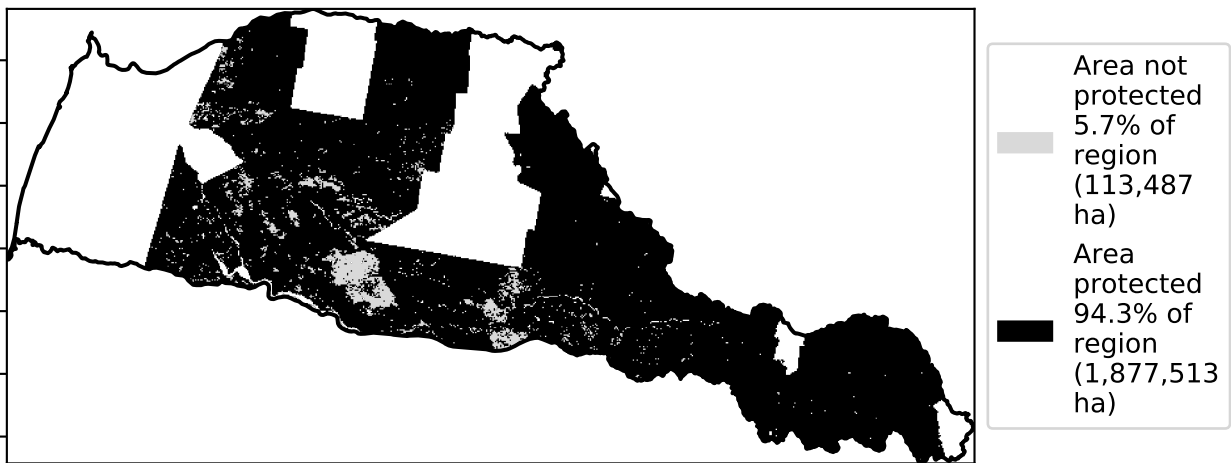 Area not
protected
5.7% of
region
(113,487
ha)
Area
protected
94.3% of
region
(1,877,513
ha)